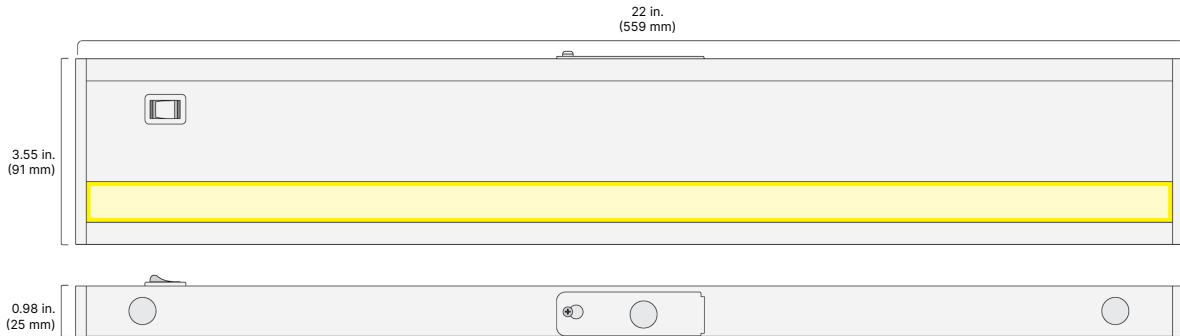 22 in.
(559 mm)
3.55 in.
(91 mm)
0.98 in.
(25 mm)